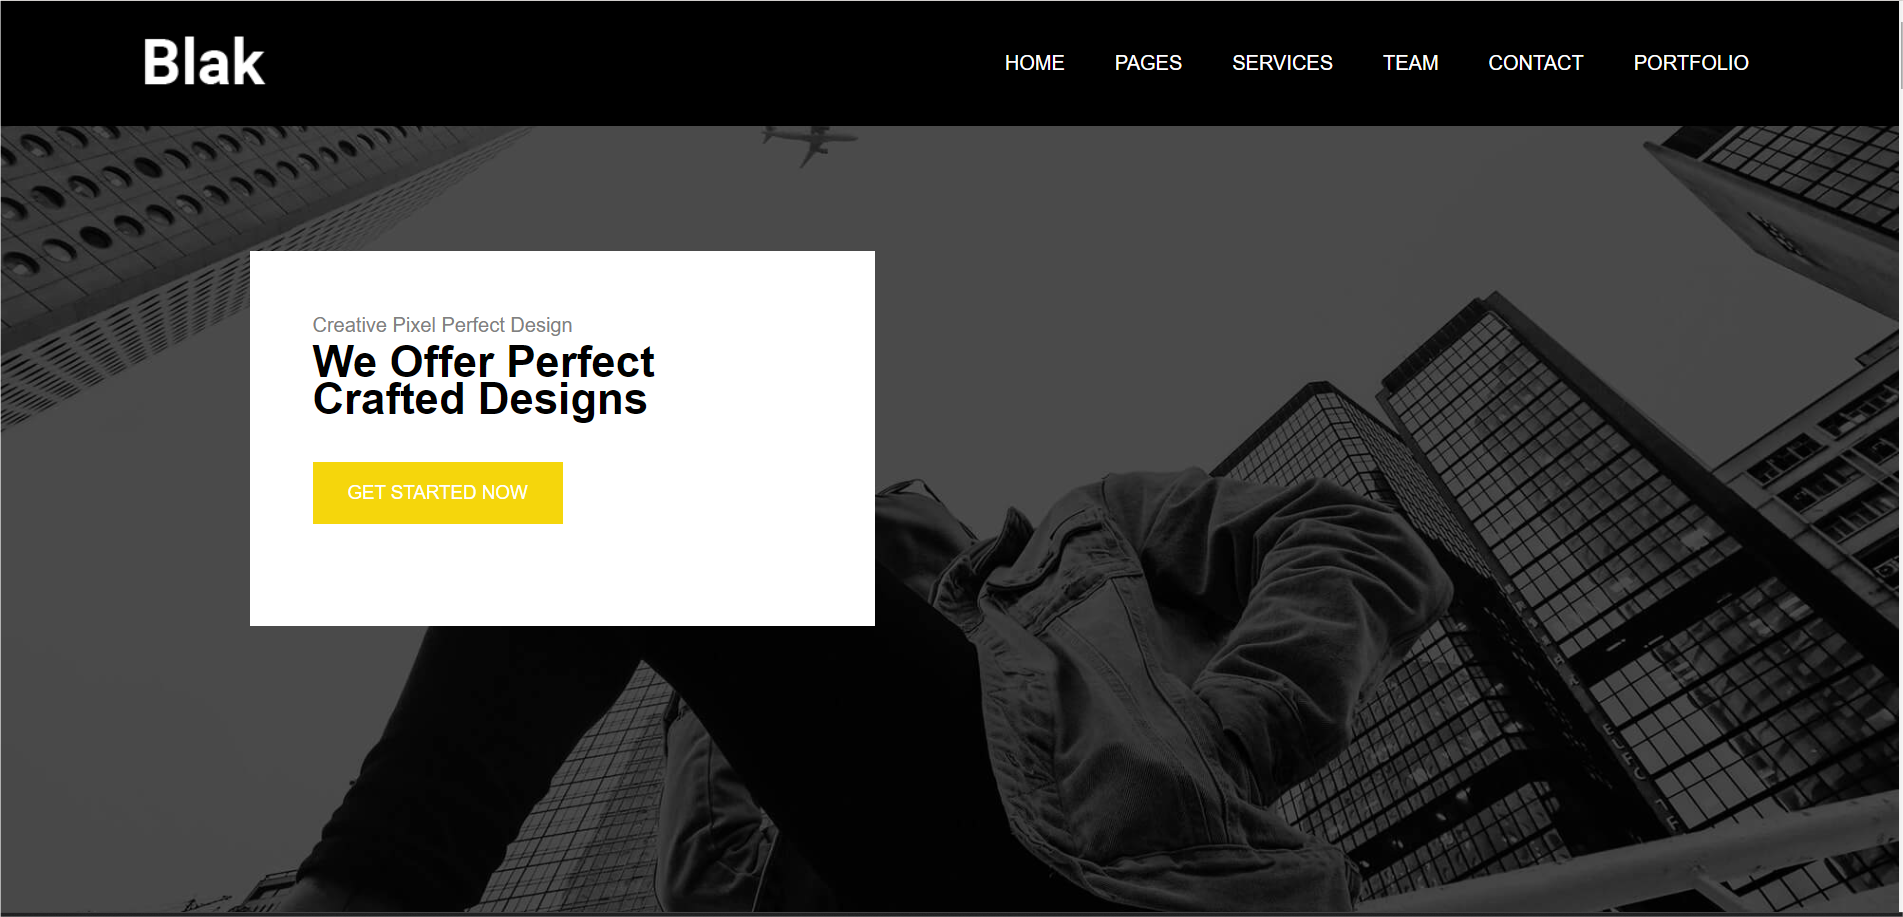 Blak
HOME PAGES SERVICES TEAM CONTACT PORTFOLIO
Creative Pixel Perfect Design
We Offer Perfect
Crafted Designs
GET STARTED NOW